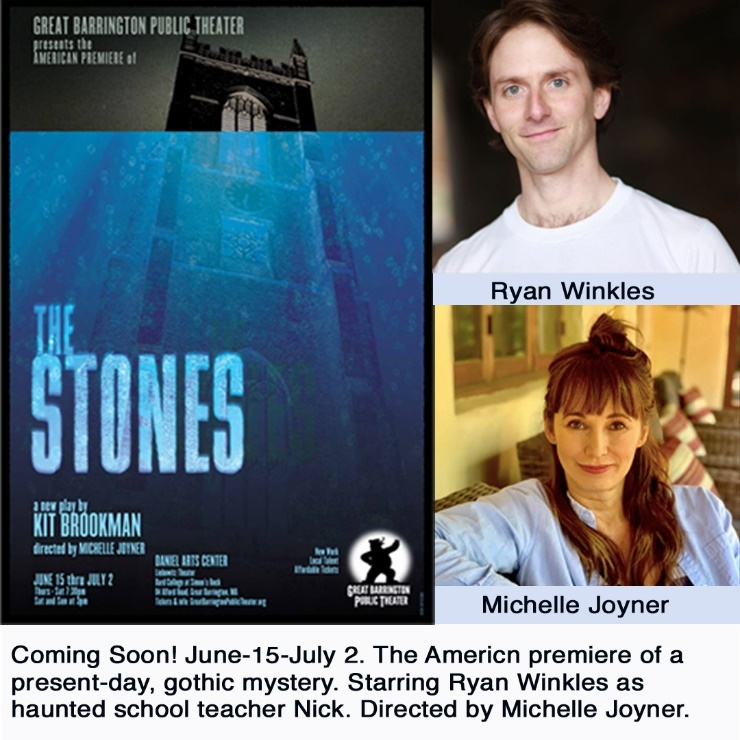 GREAT BARRINGTON PUBLIC THEATER
presents the
AMERICAN PREMIERE of
THE
STONES
a new play by
KIT BROOKMAN
directed by MICHELLE JOYNER
JUNE 15 thru JULY 2
Thurs - Sat 7:30pm
Sat and Sun at 3pm
DANIEL ARTS CENTER
Liebowitz Theater
Bard College at Simon's Rock
84 Alford Road, Great Barrington, MA
Tickets & info GreatBarringtonPublicTheater.org
New Work
Local Talent
Affordable Tickets
GREAT BARRINGTON
PUBLIC THEATER
Ryan Winkles
Michelle Joyner
Coming Soon! June-15-July 2. The Americn premiere of a
present-day, gothic mystery. Starring Ryan Winkles as
haunted school teacher Nick. Directed by Michelle Joyner.